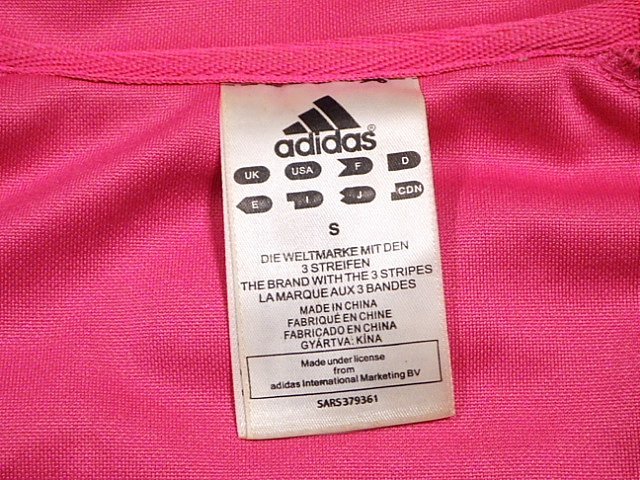 adidas®
UK USA F D
E I J CDN
S
DIE WELTMARKE MIT DEN
3 STREIFEN
THE BRAND WITH THE 3 STRIPES
LA MARQUE AUX 3 BANDES
MADE IN CHINA
FABRIQUÉ EN CHINE
FABRICADO EN CHINA
GYÁRTVA: KÍNA
Made under license
from
adidas International Marketing BV
SARS379361